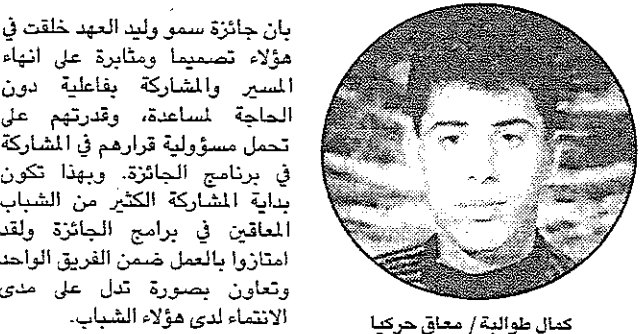 بان جائزة سمو وليد العهد خلقت في
هؤلاء تصميما ومثابرة على انهاء
المسير والمشاركة بفاعلية دون
الحاجة لمساعدة، وقدرتهم على
تحمل مسؤولية قرارهم في المشاركة
في برنامج الجائزة. وبهذا تكون
بداية المشاركة الكثير من الشباب
المعاقين في برامج الجائزة ولقد
امتازوا بالعمل ضمن الفريق الواحد
وتعاون بصورة تدل على مدى
الانتماء لدى هؤلاء الشباب.
كمال طوالبة / معاق حركيا